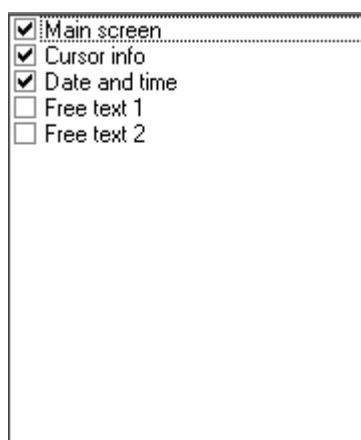 Main screen
Cursor info
Date and time
Free text 1
Free text 2